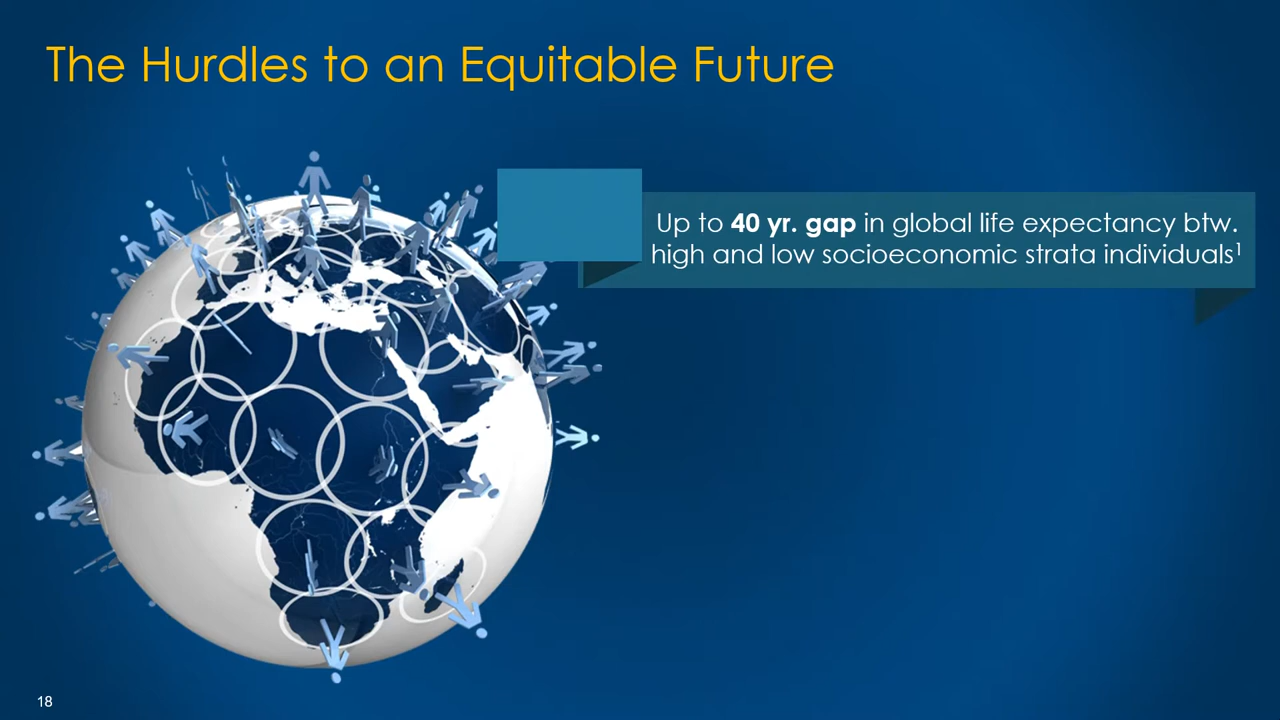 The Hurdles to an Equitable Future
Up to 40 yr. gap in global life expectancy btw.
high and low socioeconomic strata individuals¹
18